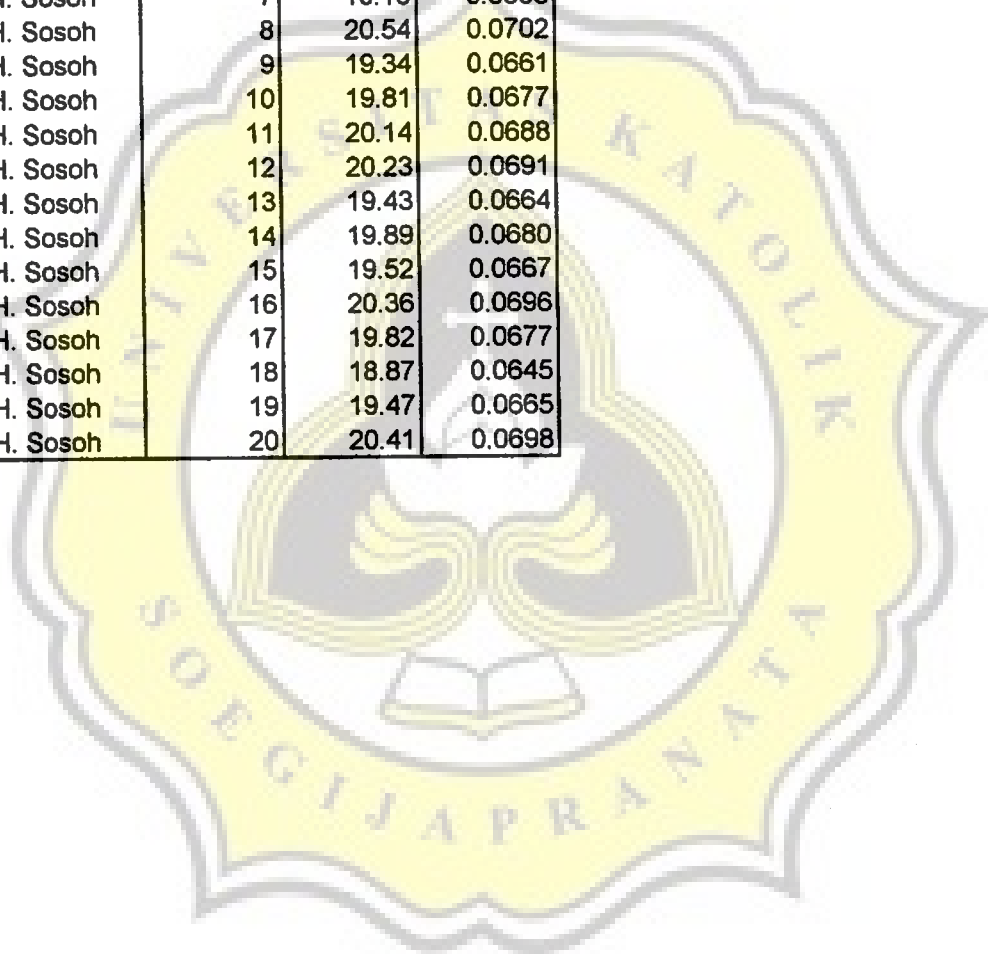 H. Sosoh 8 20.54 0.0702
H. Sosoh 9 19.34 0.0661
H. Sosoh 10 19.81 0.0677
H. Sosoh 11 20.14 0.0688
H. Sosoh 12 20.23 0.0691
H. Sosoh 13 19.43 0.0664
H. Sosoh 14 19.89 0.0680
H. Sosoh 15 19.52 0.0667
H. Sosoh 16 20.36 0.0696
H. Sosoh 17 19.82 0.0677
H. Sosoh 18 18.87 0.0645
H. Sosoh 19 19.47 0.0665
H. Sosoh 20 20.41 0.0698
UNIVERSITAS KATOLIK
SOEGIJAPRANATA